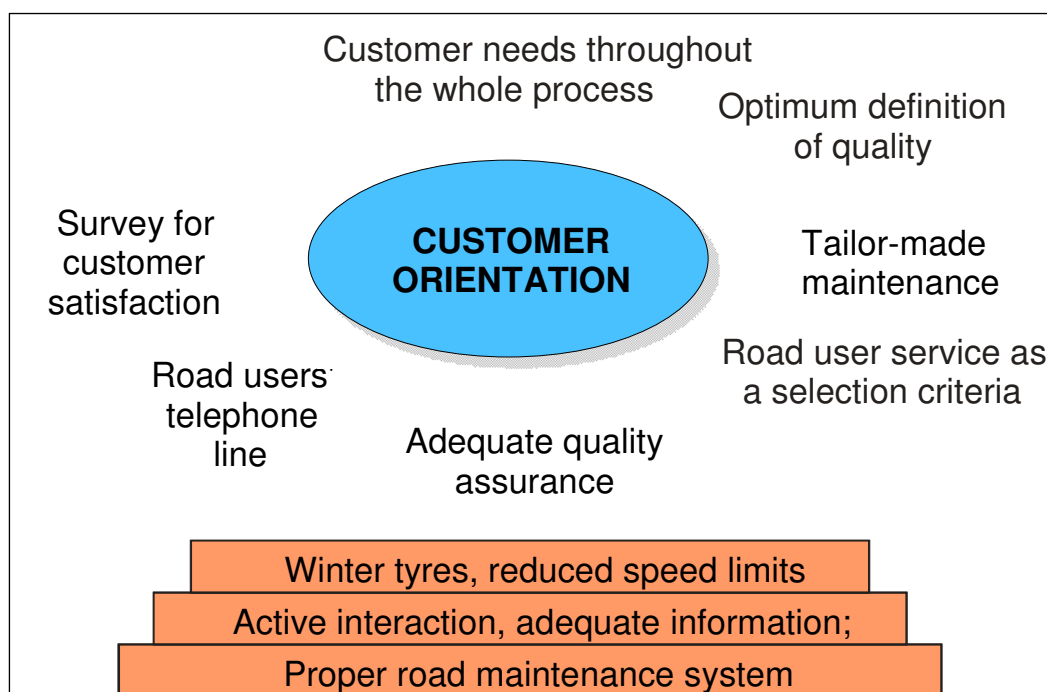 Customer needs throughout
the whole process
Optimum definition
of quality
CUSTOMER
ORIENTATION
Survey for
customer
satisfaction
Tailor-made
maintenance
Road user service as
a selection criteria
Road users'
telephone
line
Adequate quality
assurance
Winter tyres, reduced speed limits
Active interaction, adequate information;
Proper road maintenance system